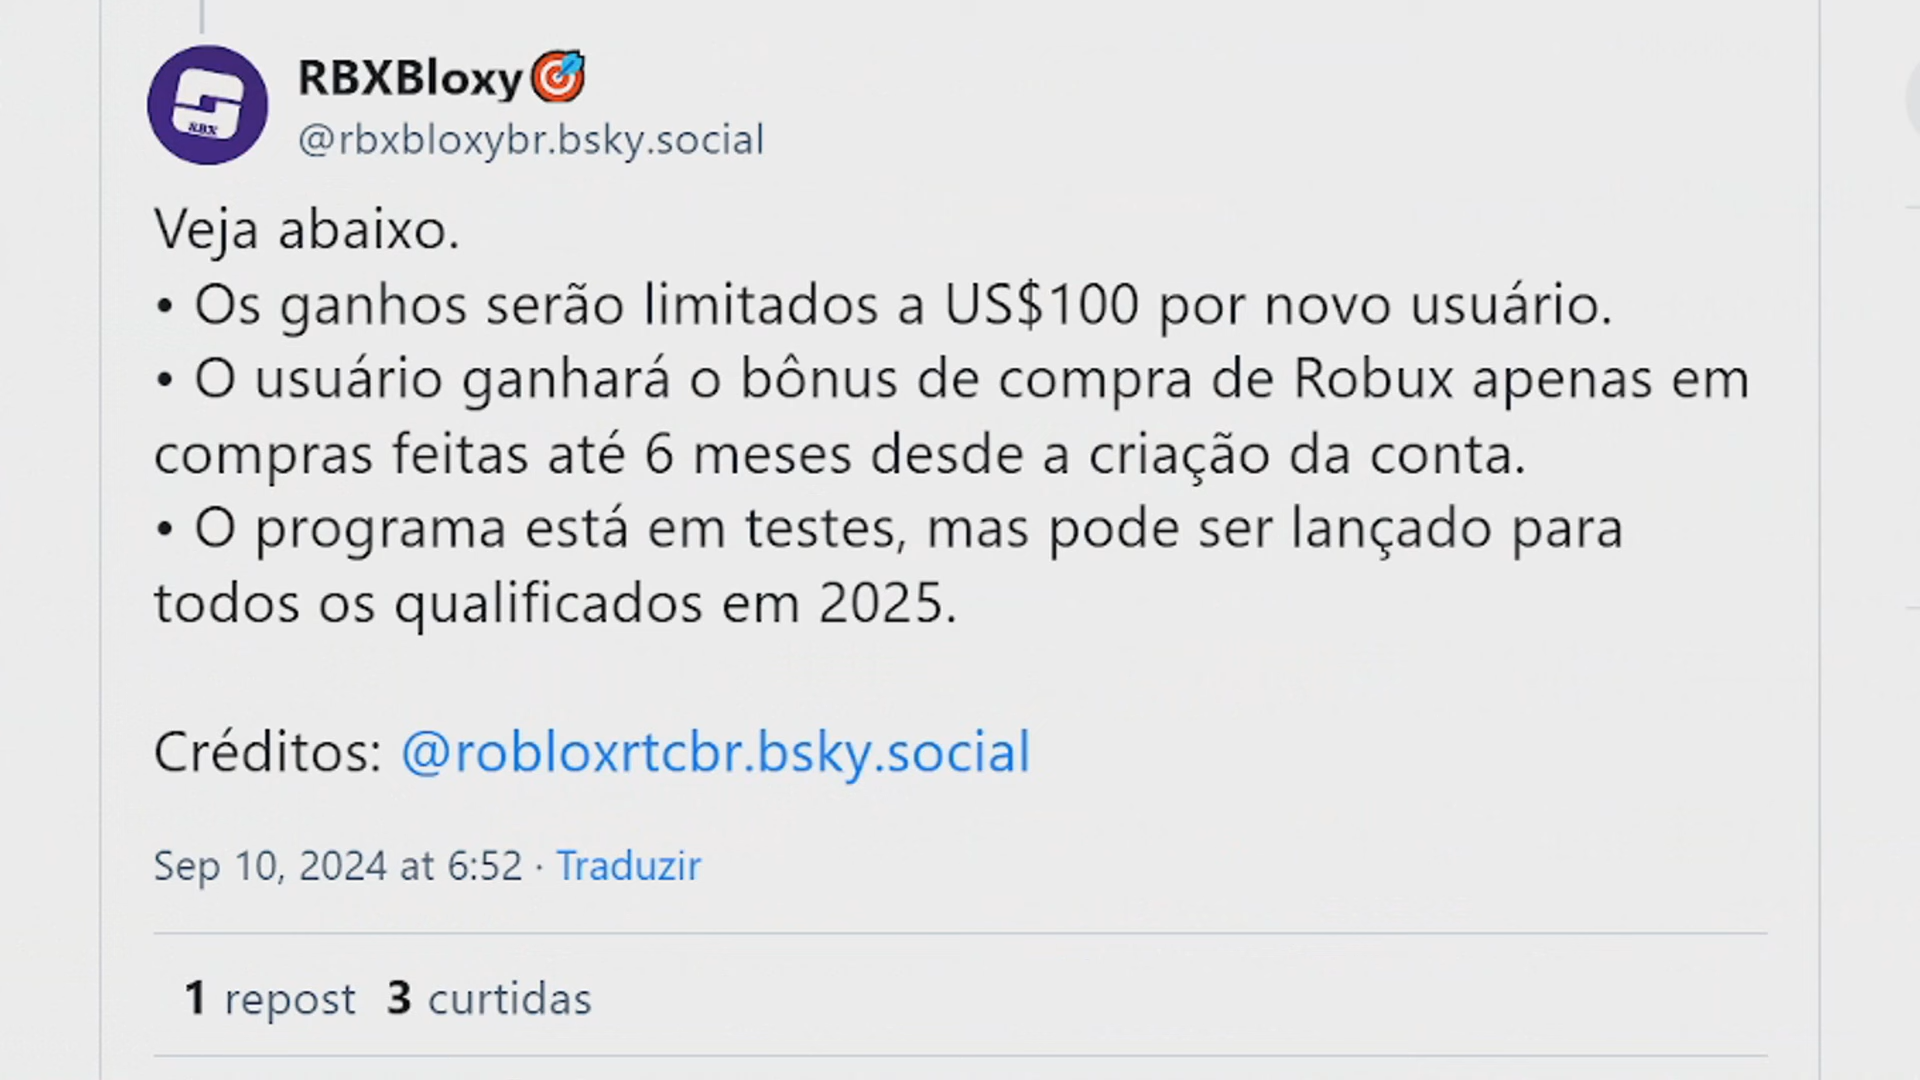 RBXBloxy🎯
RBX
@rbxbloxybr.bsky.social
Veja abaixo.
• Os ganhos serão limitados a US$100 por novo usuário.
• O usuário ganhará o bônus de compra de Robux apenas em
compras feitas até 6 meses desde a criação da conta.
• O programa está em testes, mas pode ser lançado para
todos os qualificados em 2025.
Créditos: @robloxrtcbr.bsky.social
Sep 10, 2024 at 6:52 · Traduzir
1 repost 3 curtidas